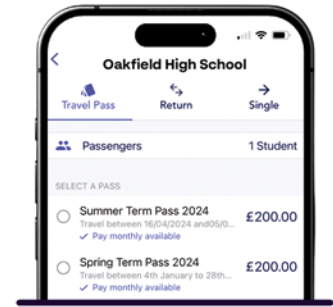 Oakfield High School
Travel Pass
Return
Single
Passengers 1 Student
SELECT A PASS
Summer Term Pass 2024 £200.00
Travel between 16/04/2024 and05/0...
Pay monthly available
Spring Term Pass 2024 £200.00
Travel between 4th January to 28th...
Pay monthly available